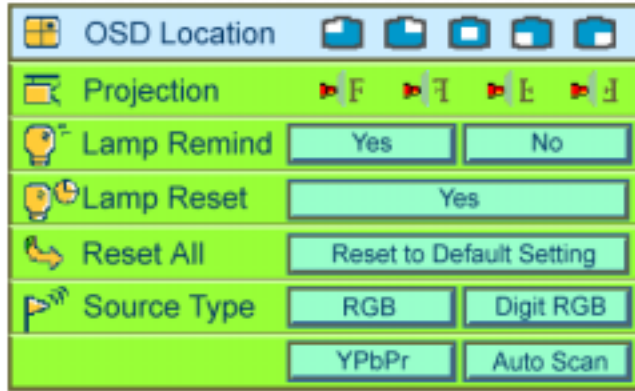 OSD Location
Projection F F F F
Lamp Remind Yes No
Lamp Reset Yes
Reset All Reset to Default Setting
Source Type RGB Digit RGB
YPbPr Auto Scan